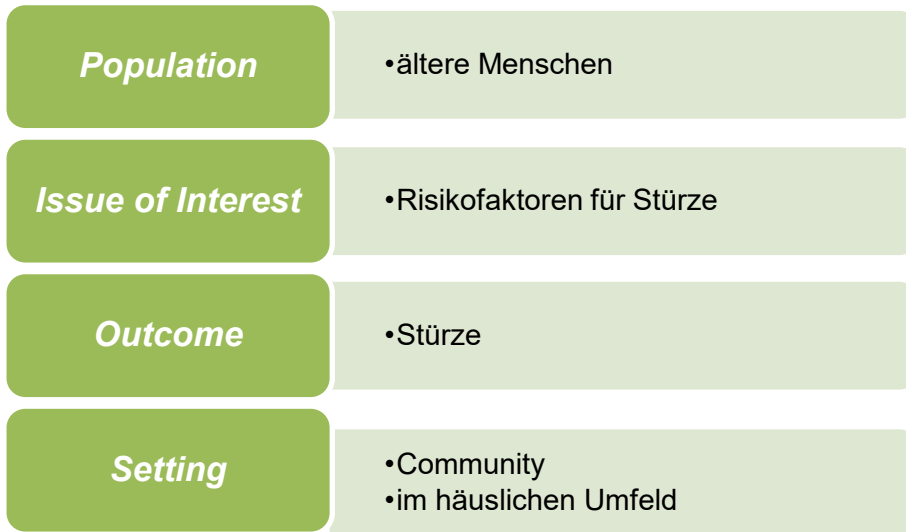 Population
•ältere Menschen
Issue of Interest
•Risikofaktoren für Stürze
Outcome
•Stürze
Setting
•Community
•im häuslichen Umfeld